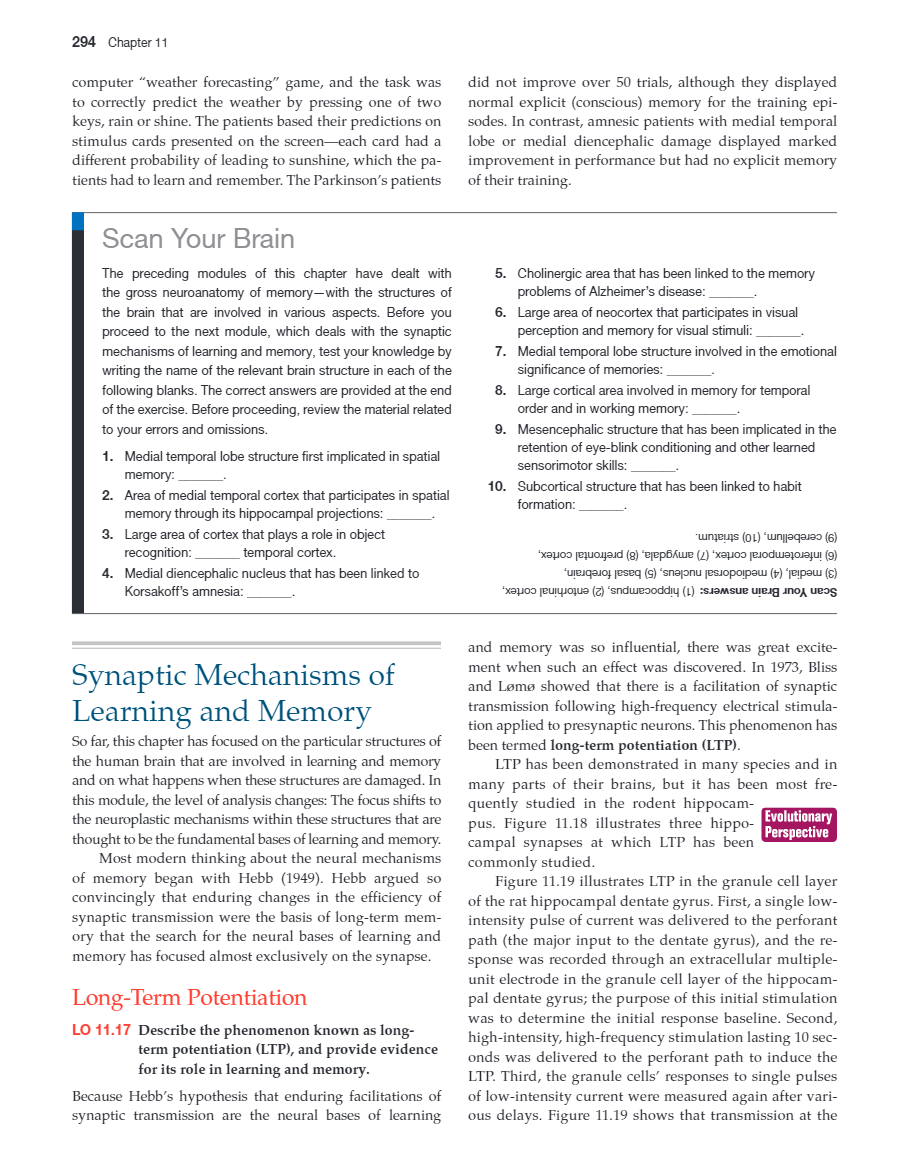 294 Chapter 11
computer “weather forecasting” game, and the task was
to correctly predict the weather by pressing one of two
keys, rain or shine. The patients based their predictions on
stimulus cards presented on the screen—each card had a
different probability of leading to sunshine, which the pa-
tients had to learn and remember. The Parkinson’s patients
did not improve over 50 trials, although they displayed
normal explicit (conscious) memory for the training epi-
sodes. In contrast, amnesic patients with medial temporal
lobe or medial diencephalic damage displayed marked
improvement in performance but had no explicit memory
of their training.
Scan Your Brain
The preceding modules of this chapter have dealt with
the gross neuroanatomy of memory—with the structures of
the brain that are involved in various aspects. Before you
proceed to the next module, which deals with the synaptic
mechanisms of learning and memory, test your knowledge by
writing the name of the relevant brain structure in each of the
following blanks. The correct answers are provided at the end
of the exercise. Before proceeding, review the material related
to your errors and omissions.
1. Medial temporal lobe structure first implicated in spatial
memory: _______.
2. Area of medial temporal cortex that participates in spatial
memory through its hippocampal projections: _______.
3. Large area of cortex that plays a role in object
recognition: _______ temporal cortex.
4. Medial diencephalic nucleus that has been linked to
Korsakoff’s amnesia: _______.
5. Cholinergic area that has been linked to the memory
problems of Alzheimer’s disease: _______.
6. Large area of neocortex that participates in visual
perception and memory for visual stimuli: _______.
7. Medial temporal lobe structure involved in the emotional
significance of memories: _______.
8. Large cortical area involved in memory for temporal
order and in working memory: _______.
9. Mesencephalic structure that has been implicated in the
retention of eye-blink conditioning and other learned
sensorimotor skills: _______.
10. Subcortical structure that has been linked to habit
formation: _______.
Scan Your Brain answers: (1) hippocampus, (2) entorhinal cortex,
(3) medial, (4) mediodorsal nucleus, (5) basal forebrain,
(6) inferotemporal cortex, (7) amygdala, (8) prefrontal cortex,
(9) cerebellum, (10) striatum.
Synaptic Mechanisms of
Learning and Memory
So far, this chapter has focused on the particular structures of
the human brain that are involved in learning and memory
and on what happens when these structures are damaged. In
this module, the level of analysis changes: The focus shifts to
the neuroplastic mechanisms within these structures that are
thought to be the fundamental bases of learning and memory.
Most modern thinking about the neural mechanisms
of memory began with Hebb (1949). Hebb argued so
convincingly that enduring changes in the efficiency of
synaptic transmission were the basis of long-term mem-
ory that the search for the neural bases of learning and
memory has focused almost exclusively on the synapse.
Long-Term Potentiation
LO 11.17 Describe the phenomenon known as long-
term potentiation (LTP), and provide evidence
for its role in learning and memory.
Because Hebb’s hypothesis that enduring facilitations of
synaptic transmission are the neural bases of learning
and memory was so influential, there was great excite-
ment when such an effect was discovered. In 1973, Bliss
and Lømø showed that there is a facilitation of synaptic
transmission following high-frequency electrical stimula-
tion applied to presynaptic neurons. This phenomenon has
been termed long-term potentiation (LTP).
LTP has been demonstrated in many species and in
many parts of their brains, but it has been most fre-
quently studied in the rodent hippocam-
pus. Figure 11.18 illustrates three hippo-
campal synapses at which LTP has been
commonly studied.
Evolutionary
Perspective
Figure 11.19 illustrates LTP in the granule cell layer
of the rat hippocampal dentate gyrus. First, a single low-
intensity pulse of current was delivered to the perforant
path (the major input to the dentate gyrus), and the re-
sponse was recorded through an extracellular multiple-
unit electrode in the granule cell layer of the hippocam-
pal dentate gyrus; the purpose of this initial stimulation
was to determine the initial response baseline. Second,
high-intensity, high-frequency stimulation lasting 10 sec-
onds was delivered to the perforant path to induce the
LTP. Third, the granule cells’ responses to single pulses
of low-intensity current were measured again after vari-
ous delays. Figure 11.19 shows that transmission at the